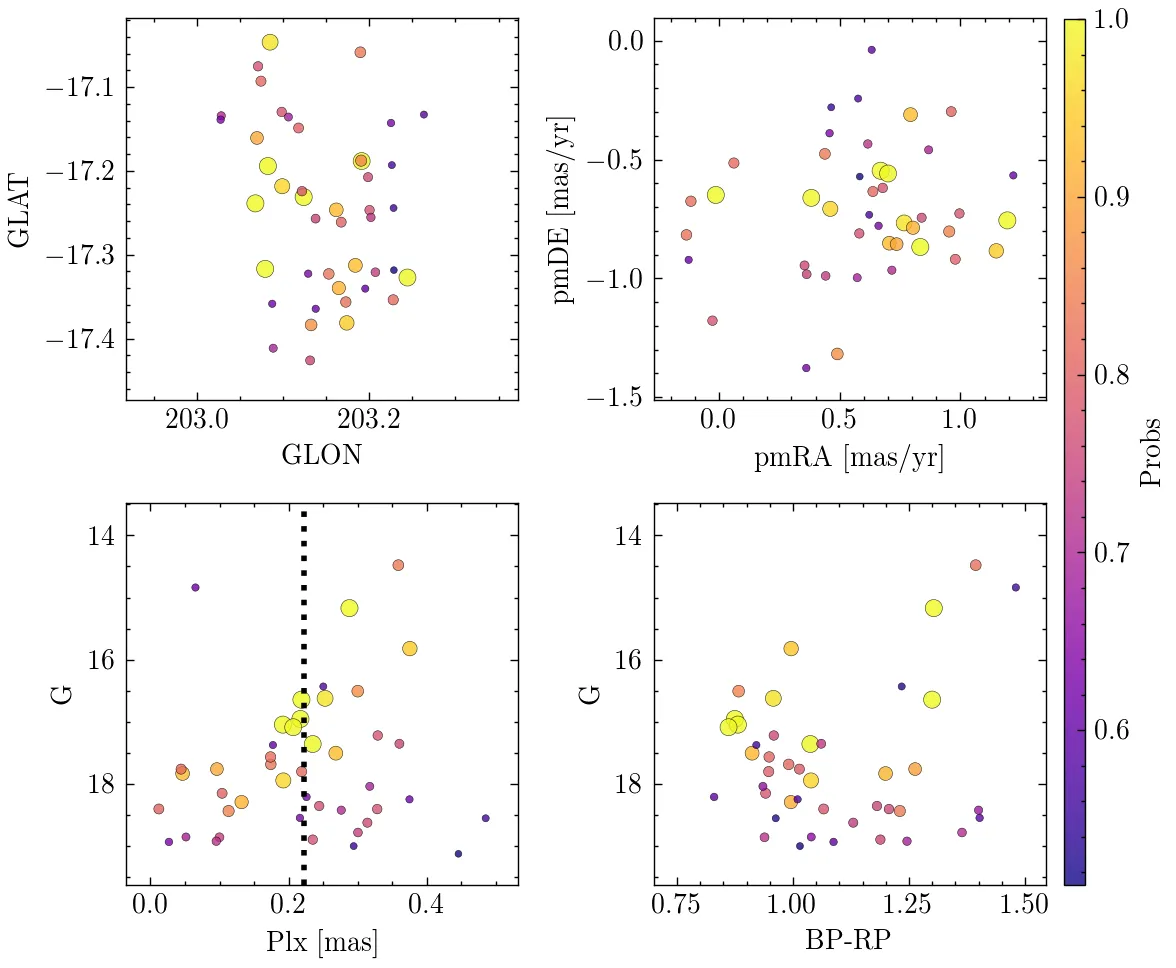 −17.1
−17.2
−17.3
−17.4
GLAT
203.0 203.2
GLON
0.0
−0.5
−1.0
−1.5
pmDE [mas/yr]
0.0 0.5 1.0
pmRA [mas/yr]
14
16
18
G
0.0 0.2 0.4
Plx [mas]
14
16
18
G
0.75 1.00 1.25 1.50
BP-RP
1.0
0.9
0.8
0.7
0.6
Probs